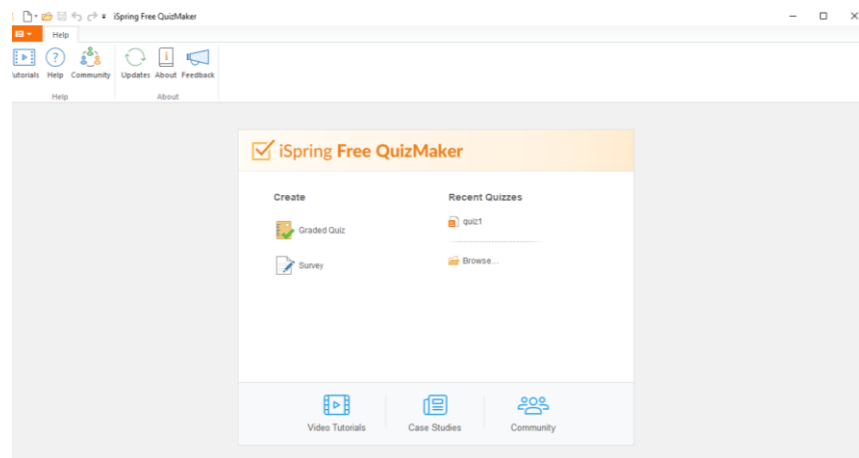 iSpring Free QuizMaker
Help
utorials Help Community Updates About Feedback
Help About
iSpring Free QuizMaker
Create Recent Quizzes
Graded Quiz quiz1
Survey Browse...
Video Tutorials Case Studies Community